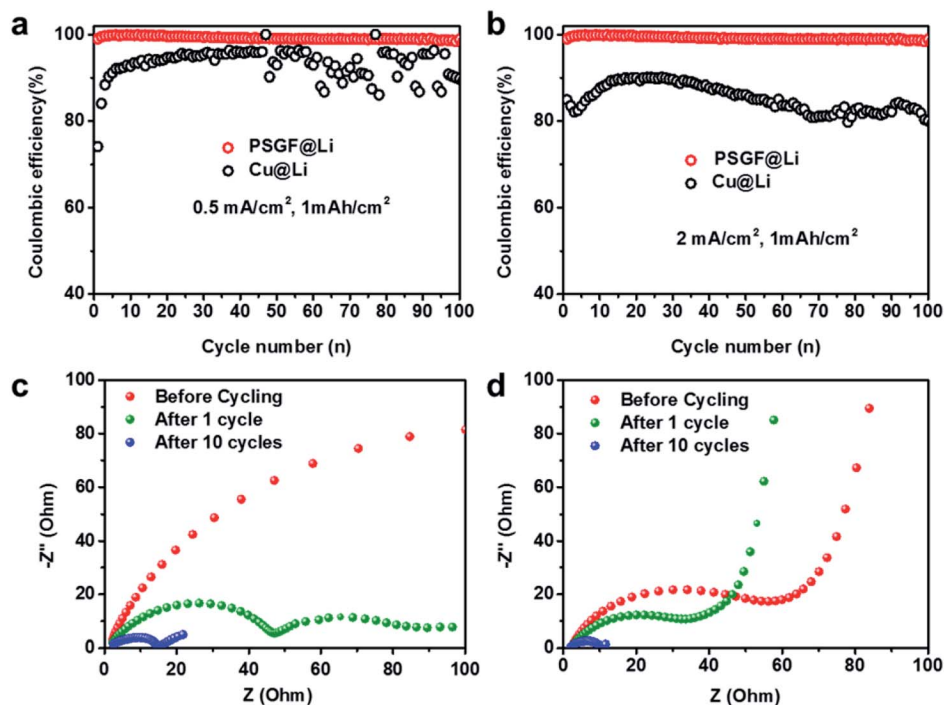 a
Coulombic efficiency(%)
100
80
60
40
PSGF@Li
Cu@Li
0.5 mA/cm², 1mAh/cm²
0 10 20 30 40 50 60 70 80 90 100
Cycle number (n)
b
Coulombic efficiency (%)
100
80
60
40
PSGF@Li
Cu@Li
2 mA/cm², 1mAh/cm²
0 10 20 30 40 50 60 70 80 90 100
Cycle number (n)
c
-Z'' (Ohm)
100
80
60
40
20
0
Before Cycling
After 1 cycle
After 10 cycles
0 20 40 60 80 100
Z (Ohm)
d
-Z'' (Ohm)
100
80
60
40
20
0
Before Cycling
After 1 cycle
After 10 cycles
0 20 40 60 80 100
Z (Ohm)